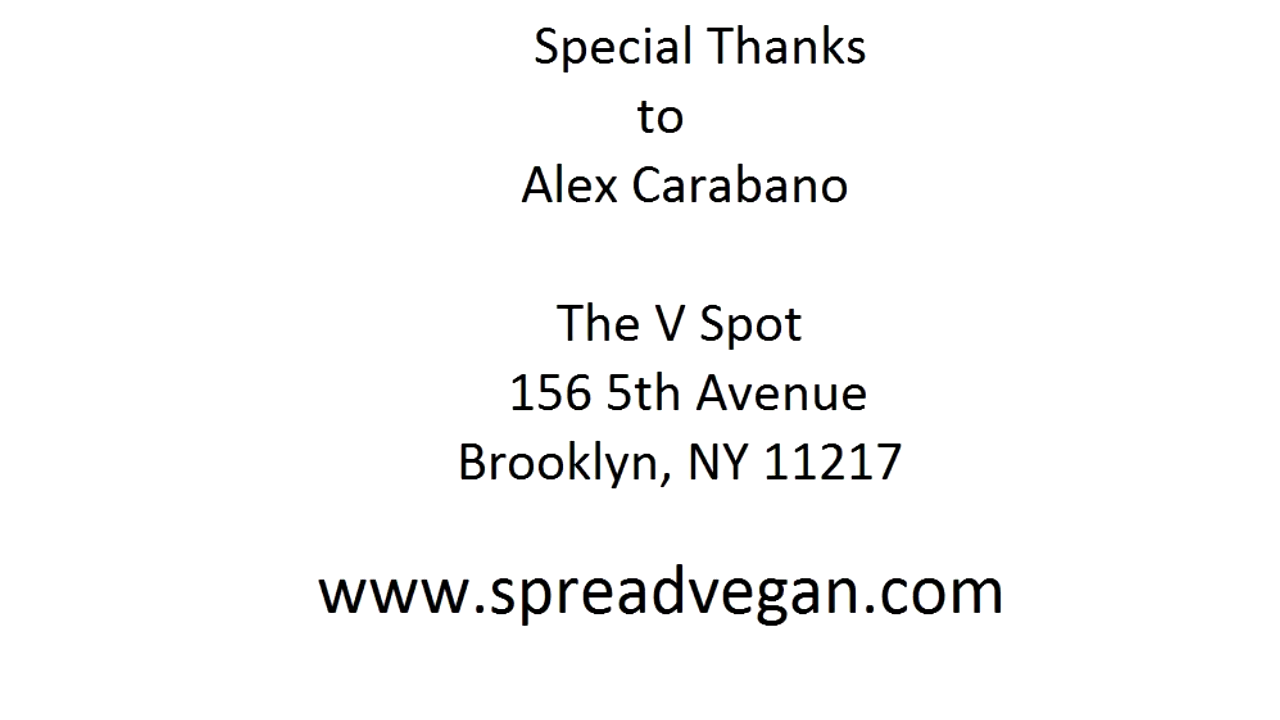 Special Thanks
to
Alex Carabano
The V Spot
156 5th Avenue
Brooklyn, NY 11217
www.spreadvegan.com